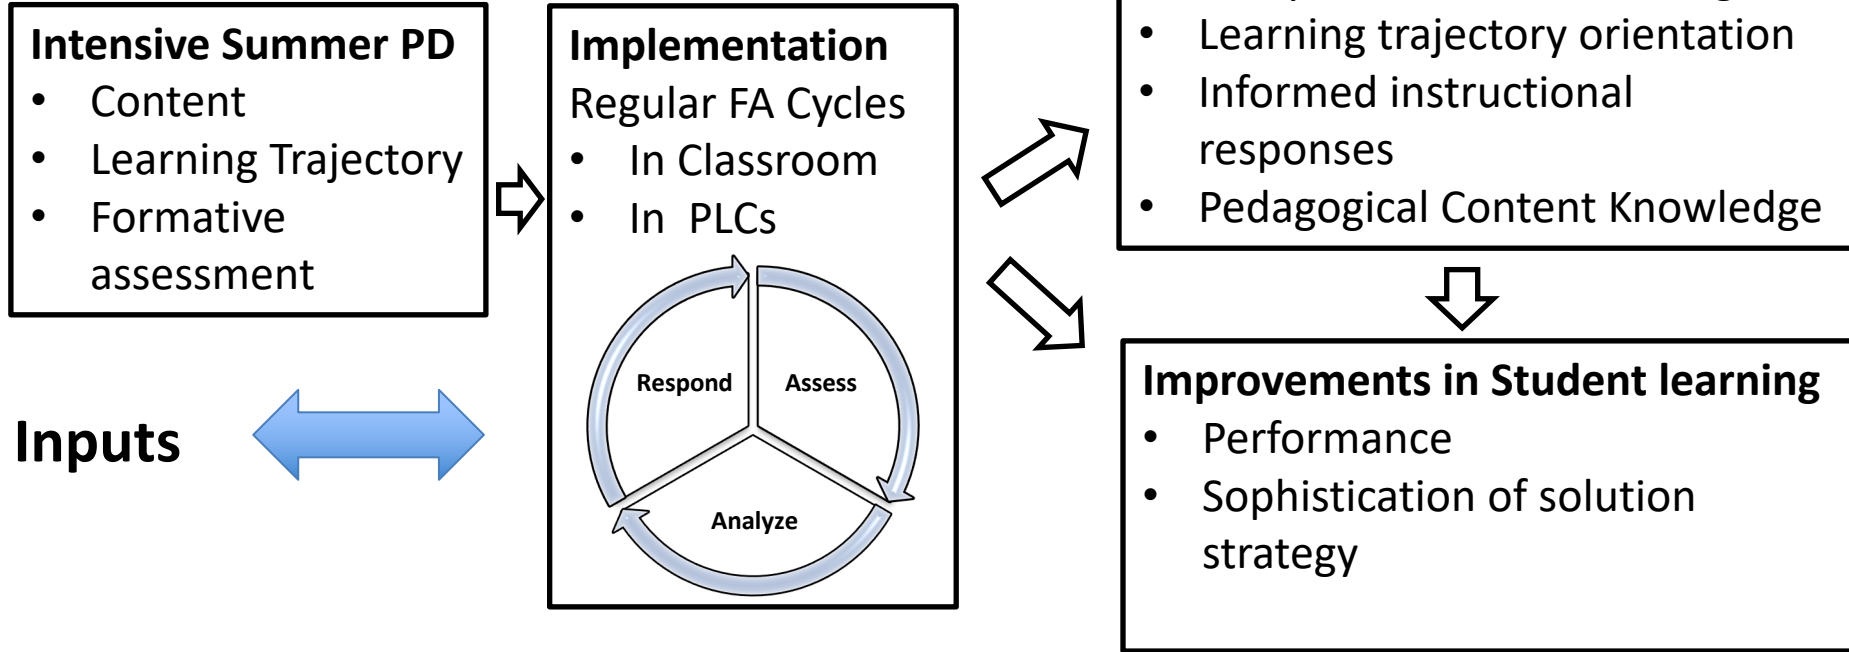 Intensive Summer PD
• Content
• Learning Trajectory
• Formative
assessment
Inputs
Implementation
Regular FA Cycles
• In Classroom
• In PLCs
Respond
Assess
Analyze
• Learning trajectory orientation
• Informed instructional
responses
• Pedagogical Content Knowledge
Improvements in Student learning
• Performance
• Sophistication of solution
strategy